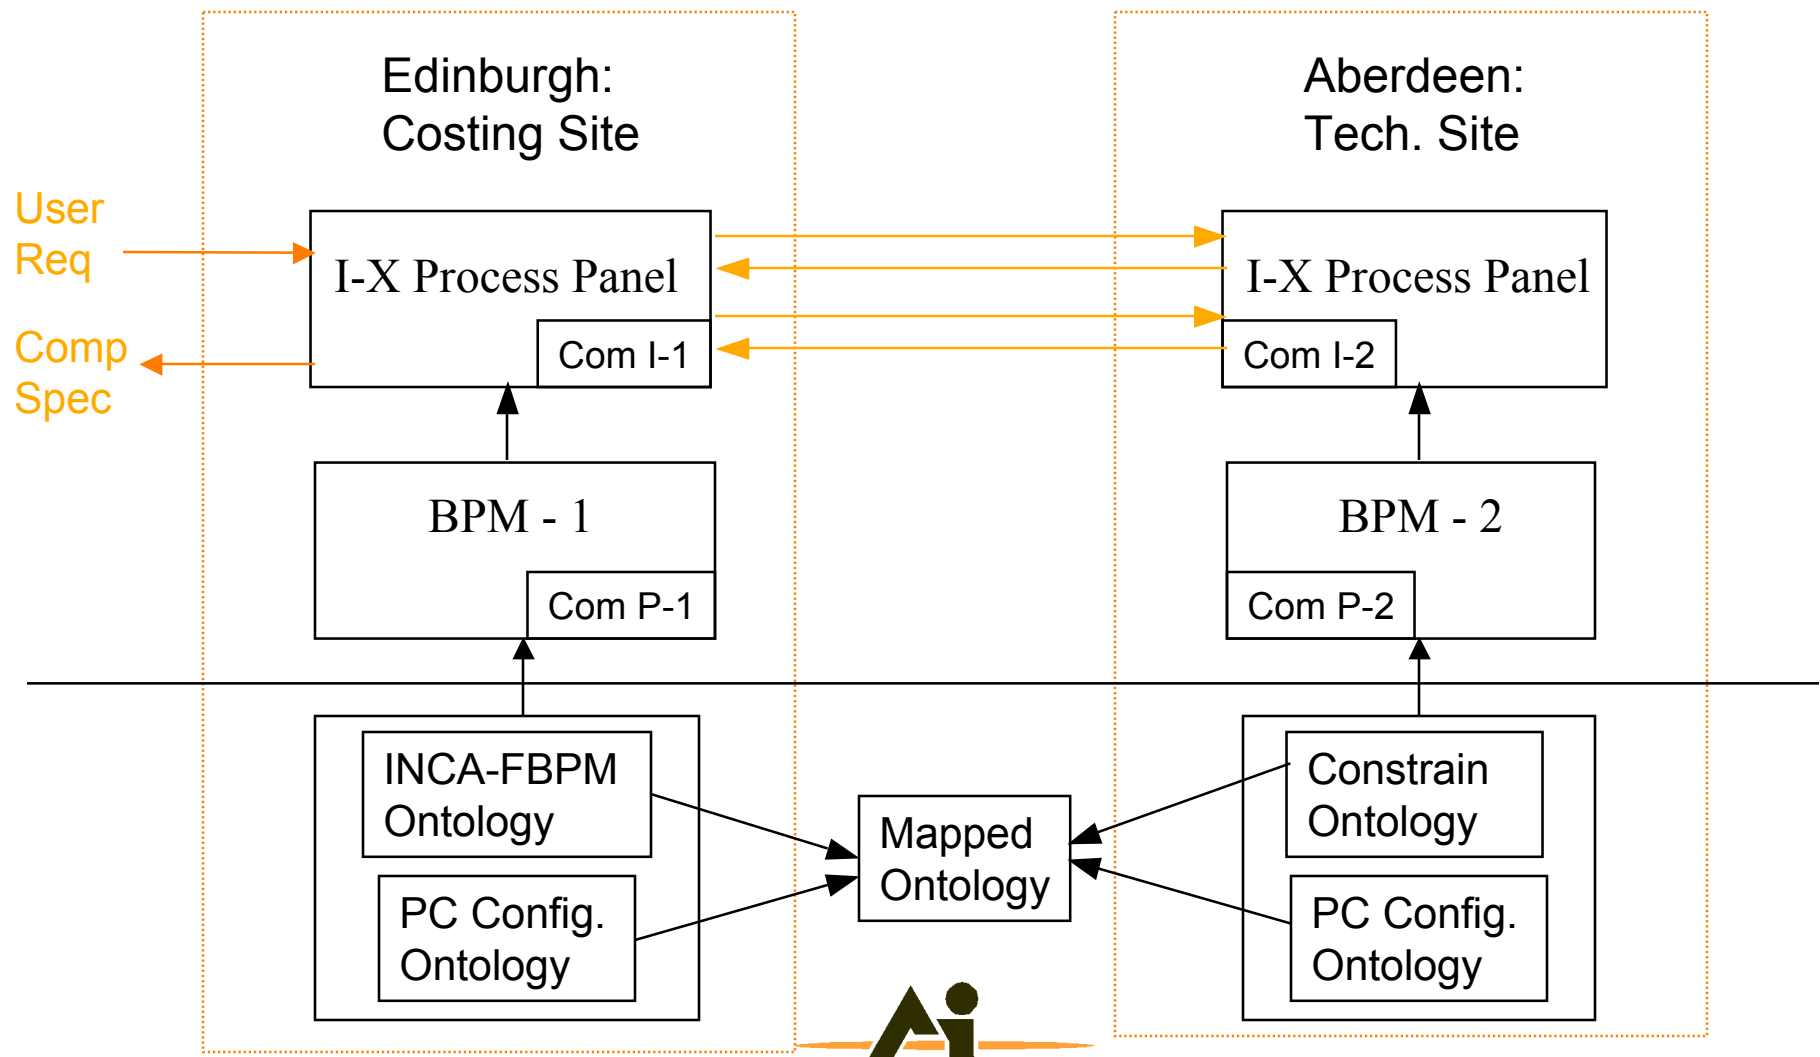 Edinburgh:
Costing Site
Aberdeen:
Tech. Site
User
Req
Comp
Spec
I-X Process Panel
Com I-1
I-X Process Panel
Com I-2
BPM - 1
Com P-1
BPM - 2
Com P-2
INCA-FBPM
Ontology
PC Config.
Ontology
Mapped
Ontology
Constrain
Ontology
PC Config.
Ontology
Ai